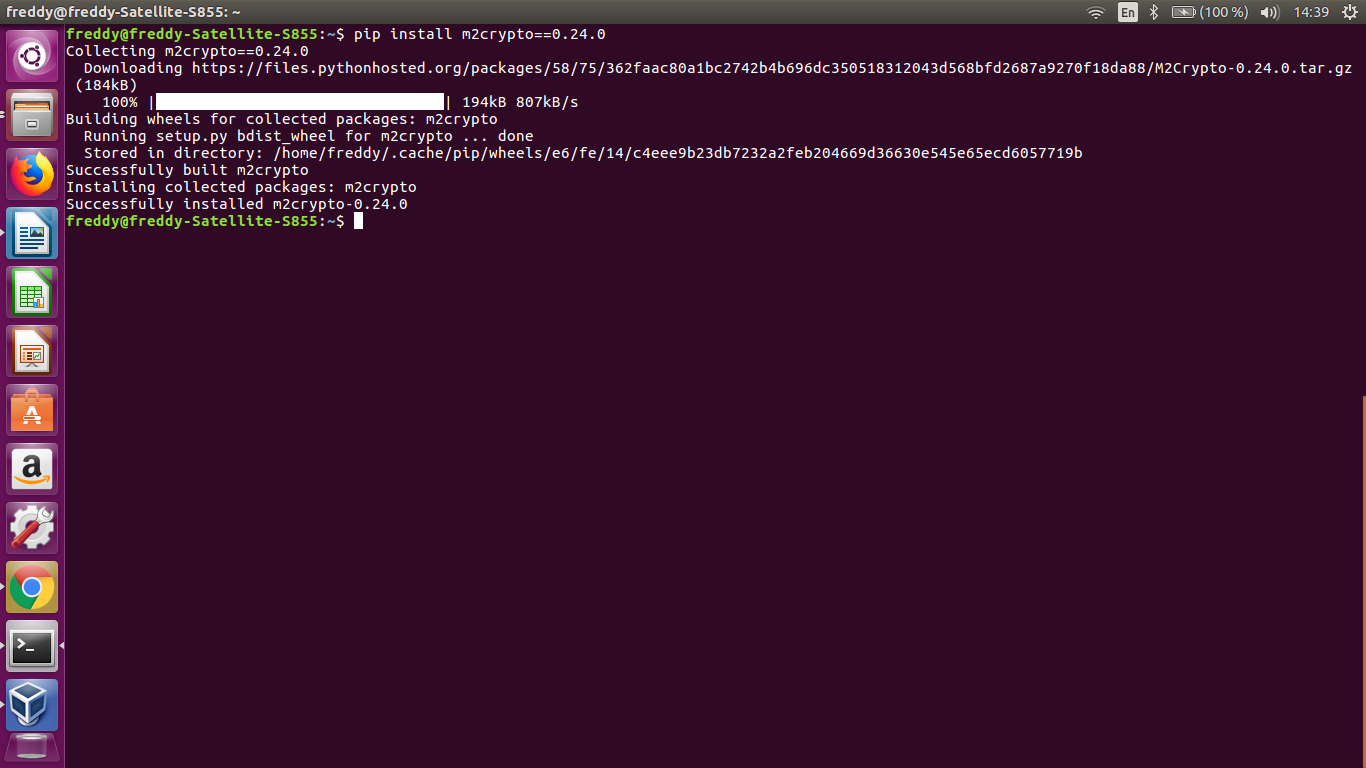 freddy@freddy-Satellite-S855: ~
En
(100 %)
14:39
freddy@freddy-Satellite-S855:~$ pip install m2crypto==0.24.0
Collecting m2crypto==0.24.0
  Downloading https://files.pythonhosted.org/packages/58/75/362faac80a1bc2742b4b696dc350518312043d568bfd2687a9270f18da88/M2Crypto-0.24.0.tar.gz
 (184kB)
    100% |                                | 194kB 807kB/s
Building wheels for collected packages: m2crypto
  Running setup.py bdist_wheel for m2crypto ... done
  Stored in directory: /home/freddy/.cache/pip/wheels/e6/fe/14/c4eee9b23db7232a2feb204669d36630e545e65ecd6057719b
Successfully built m2crypto
Installing collected packages: m2crypto
Successfully installed m2crypto-0.24.0
freddy@freddy-Satellite-S855:~$